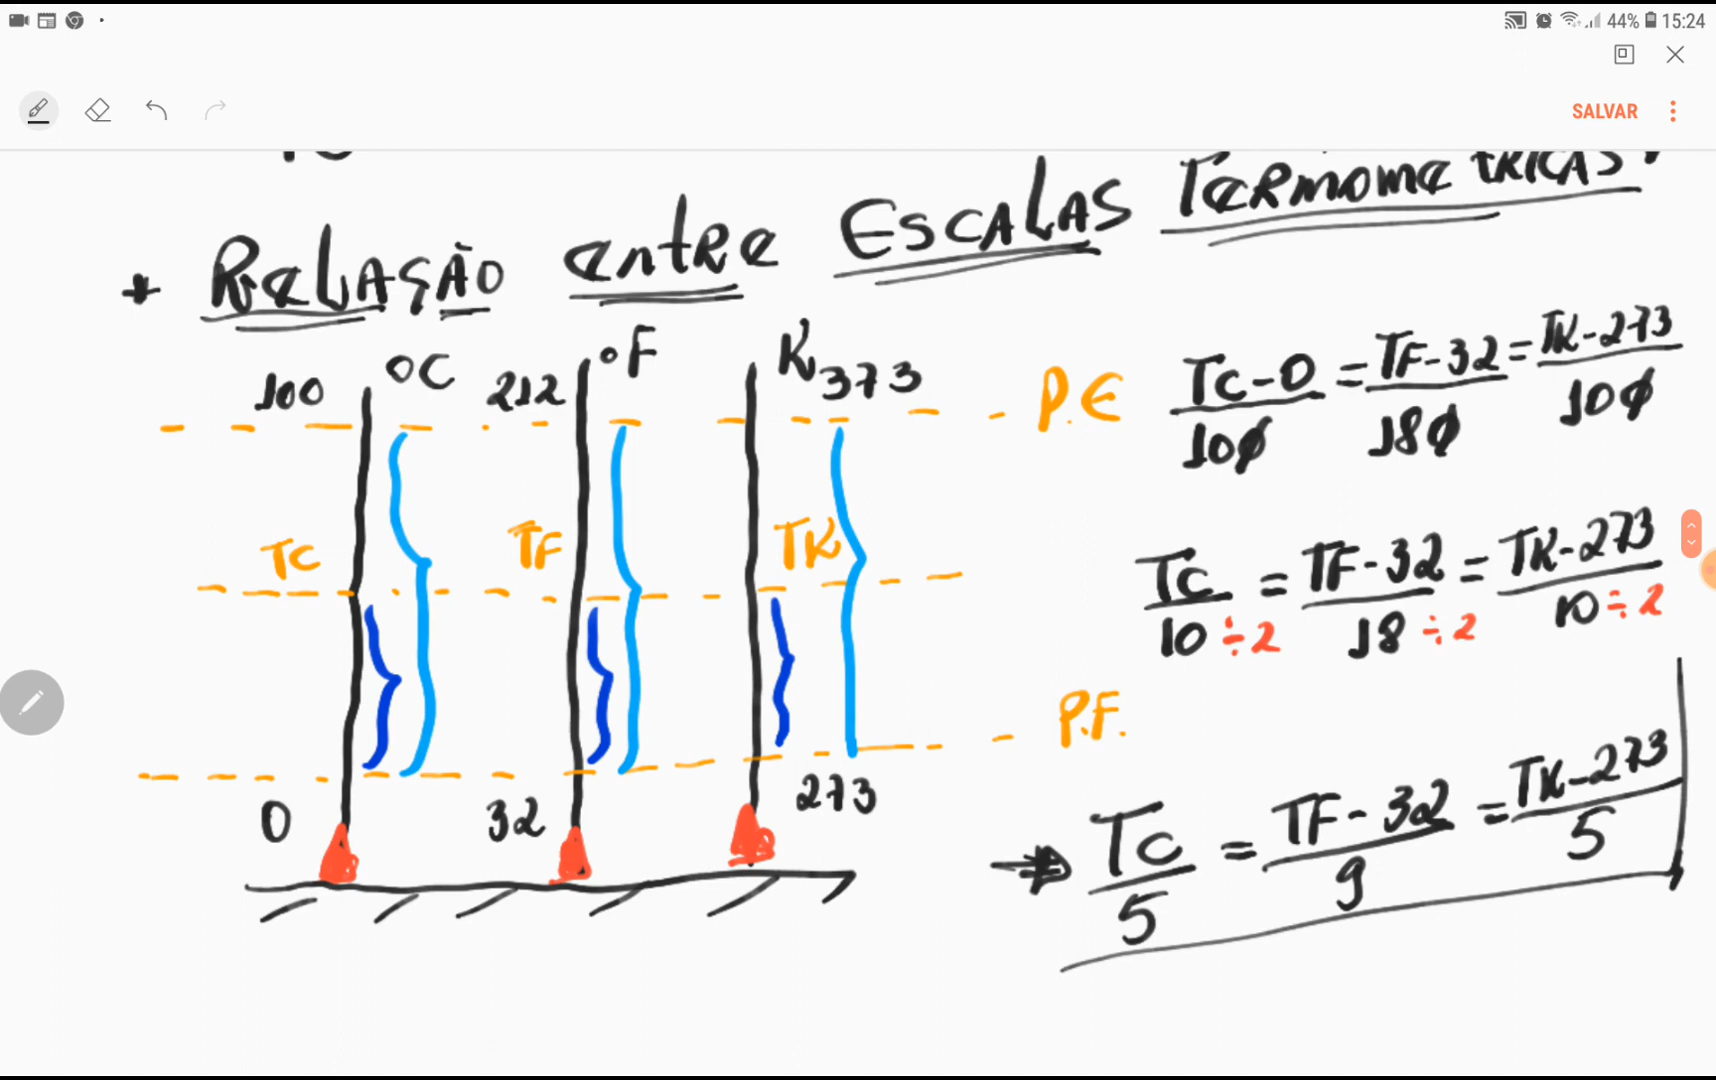 44% 15:24
SALVAR
+ RELAÇÃO entre ESCALAS TERMOMETRICAS
100 °C 212 °F K 373 P.E
TC TF TK
P.F.
0 32 273
TC-0/100 = TF-32/180 = TK-273/100
TC/10 ÷2 = TF-32/18 ÷2 = TK-273/10 ÷2
⇒ TC/5 = TF-32/9 = TK-273/5